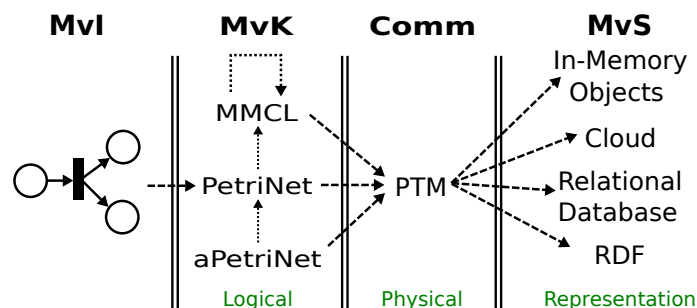 MvI MvK Comm MvS
In-Memory
Objects
MMCL
Cloud
PetriNet PTM Relational
Database
aPetriNet RDF
Logical Physical Representation